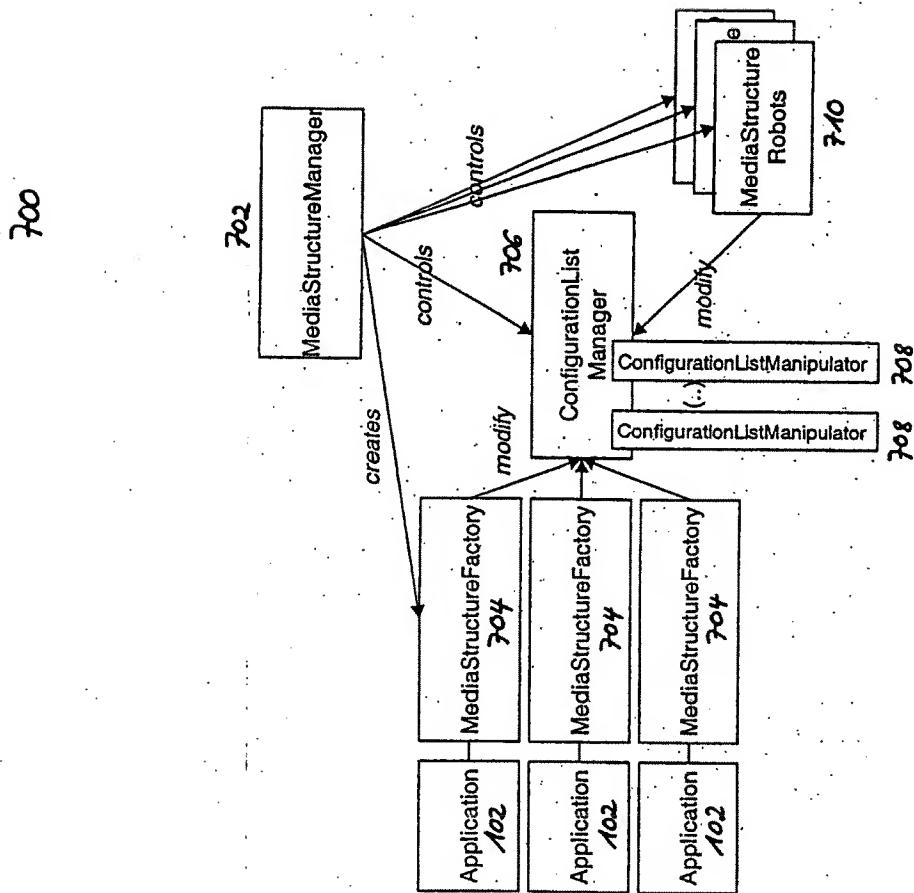 700
702
MediaStructureManager
creates
controls
controls
modify
modify
706
ConfigurationList
Manager
MediaStructure
Robots
710
e
Application
102
MediaStructureFactory
704
Application
102
MediaStructureFactory
704
Application
102
MediaStructureFactory
704
ConfigurationListManipulator
708
(..)
ConfigurationListManipulator
708